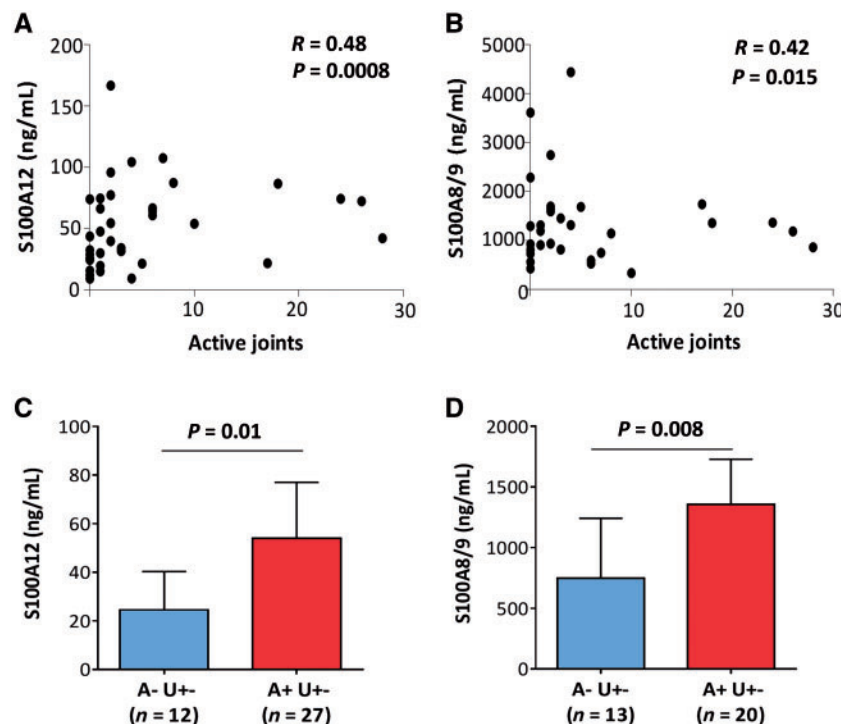 A
S100A12 (ng/mL)
200
150
100
50
0
10
20
30
Active joints
R = 0.48
P = 0.0008
B
S100A8/9 (ng/mL)
5000
4000
3000
2000
1000
0
0
10
20
30
Active joints
R = 0.42
P = 0.015
C
S100A12 (ng/mL)
100
80
60
40
20
0
P = 0.01
A- U+-
(n = 12)
A+ U+-
(n = 27)
D
S100A8/9 (ng/mL)
2000
1500
1000
500
0
P = 0.008
A- U+-
(n = 13)
A+ U+-
(n = 20)